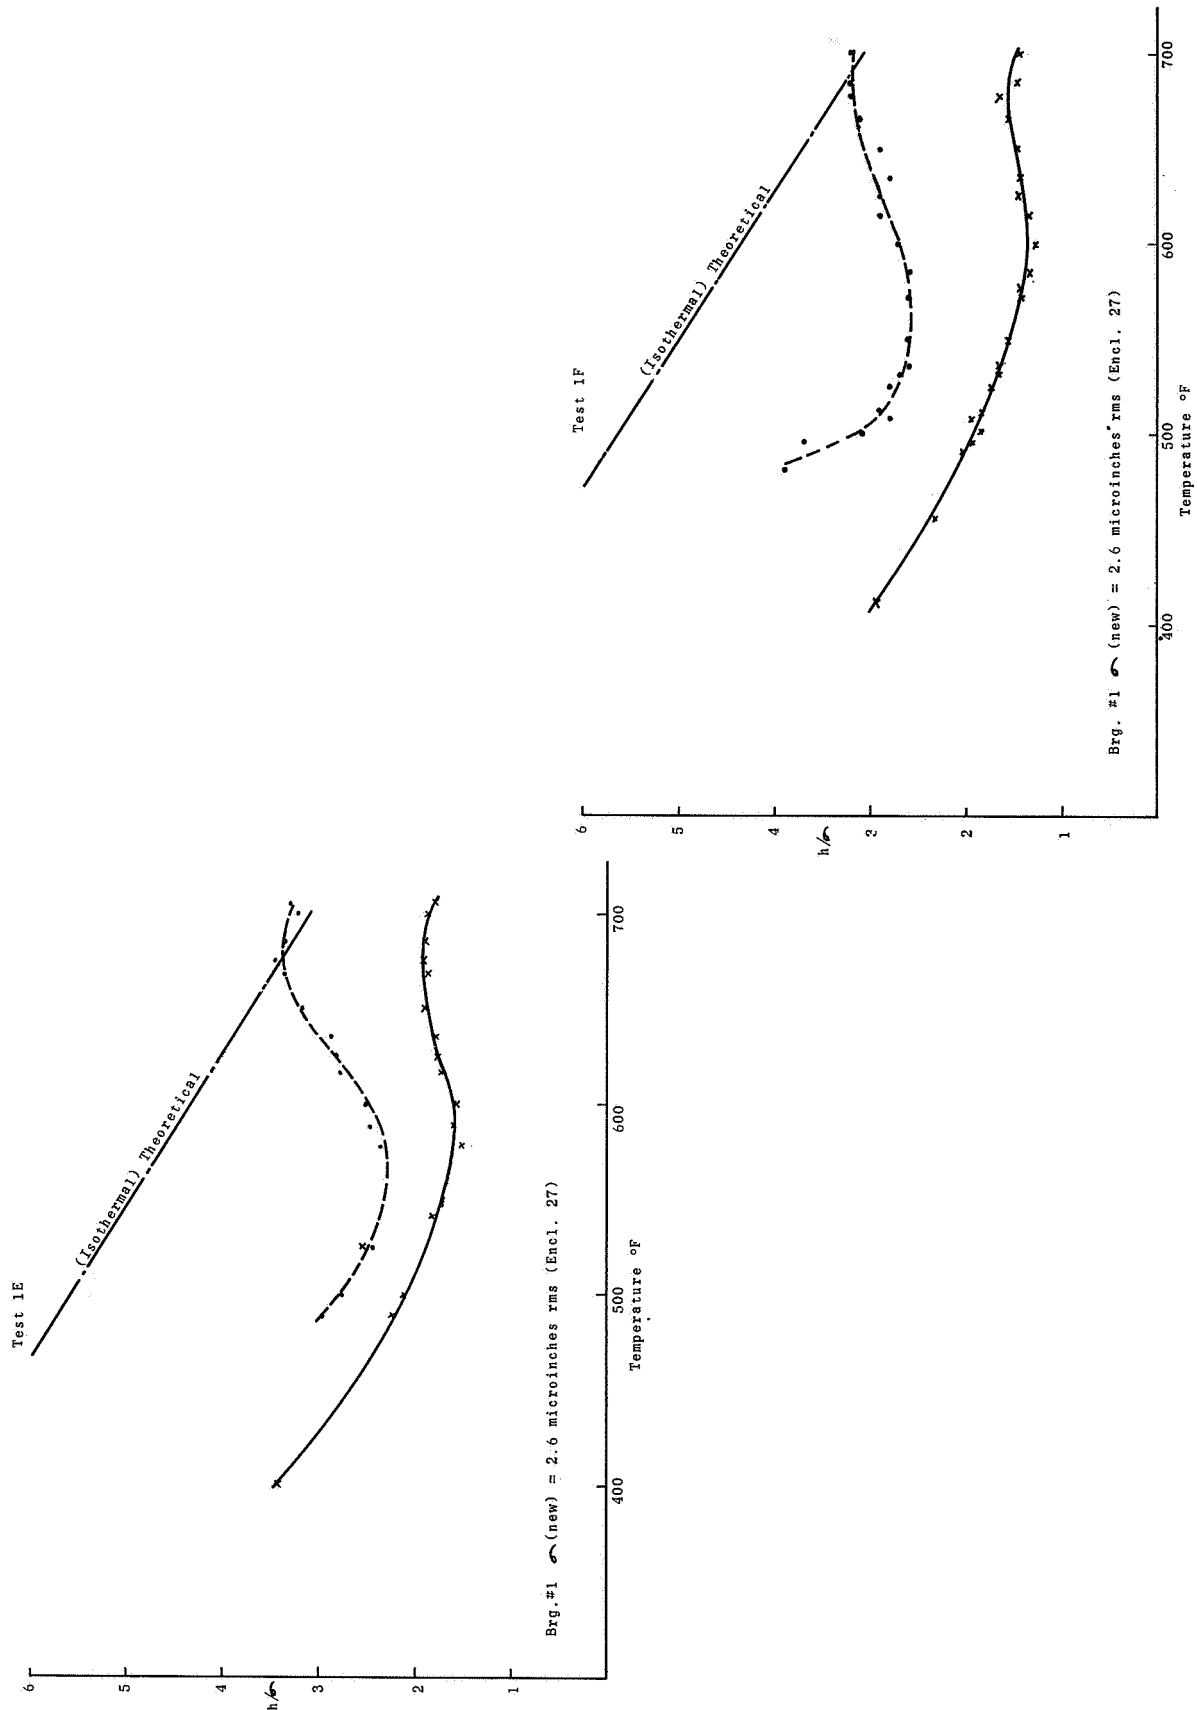 Test 1E
(Isothermal) Theoretical
6
5
h/σ
3
2
1
Brg.#1 σ (new) = 2.6 microinches rms (Encl. 27)
400
500
600
700
Temperature °F
Test 1F
(Isothermal) Theoretical
6
5
4
h/σ
3
2
1
Brg. #1 σ (new) = 2.6 microinches rms (Encl. 27)
400
500
600
700
Temperature °F